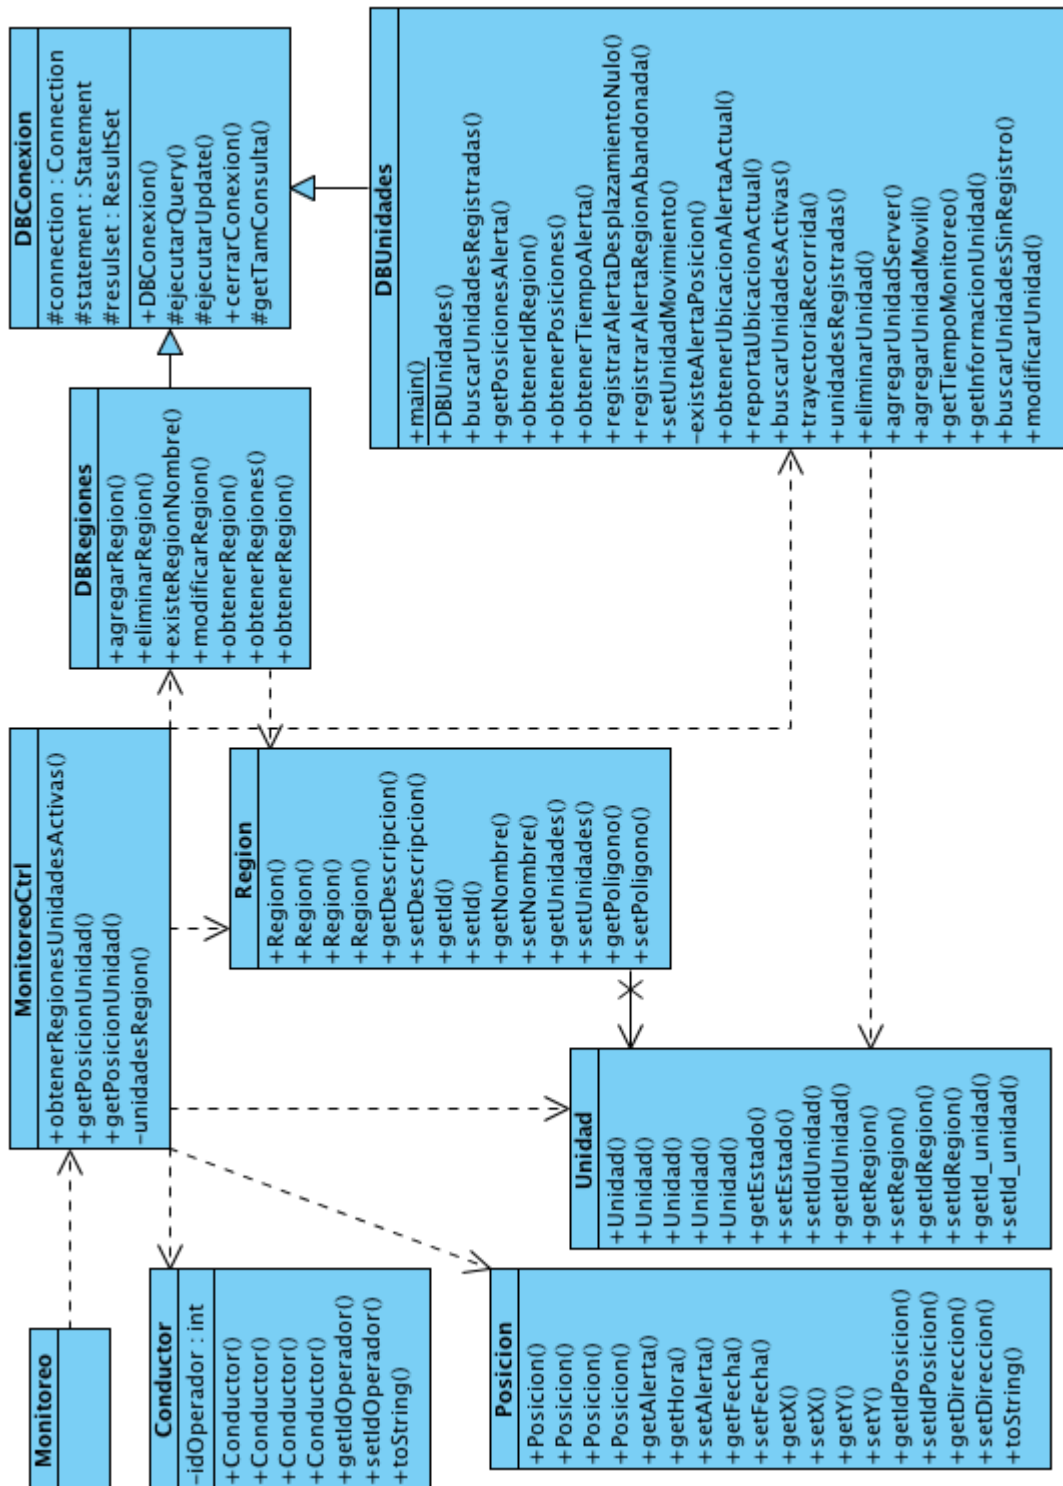 Monitoreo
MonitoreoCtrl
+obtenerRegionesUnidadesActivas()
+getPosicionUnidad()
+getPosicionUnidad()
-unidadesRegion()
DBRegiones
+agregarRegion()
+eliminarRegion()
+existeRegionNombre()
+modificarRegion()
+obtenerRegion()
+obtenerRegiones()
+obtenerRegion()
DBConexion
#connection : Connection
#statement : Statement
#resulset : ResultSet
+DBConexion()
#ejecutarQuery()
#ejecutarUpdate()
+cerrarConexion()
#getTamConsulta()
Conductor
-idOperador : int
+Conductor()
+Conductor()
+Conductor()
+Conductor()
+getIdOperador()
+setIdOperador()
+toString()
Region
+Region()
+Region()
+Region()
+Region()
+getDescripcion()
+setDescripcion()
+getId()
+setId()
+getNombre()
+setNombre()
+getUnidades()
+setUnidades()
+getPoligono()
+setPoligono()
DBUnidades
+main()
+DBUnidades()
+buscarUnidadesRegistradas()
+getPosicionesAlerta()
+obtenerIdRegion()
+obtenerPosiciones()
+obtenerTiempoAlerta()
+registrarAlertaDesplazamientoNulo()
+registrarAlertaRegionAbandonada()
+setUnidadMovimiento()
-existeAlertaPosicion()
+obtenerUbicacionAlertaActual()
+reportaUbicacionActual()
+buscarUnidadesActivas()
+trayectoriaRecorrida()
+unidadesRegistradas()
+eliminarUnidad()
+agregarUnidadServer()
+agregarUnidadMovil()
+getTiempoMonitoreo()
+getInformacionUnidad()
+buscarUnidadesSinRegistro()
+modificarUnidad()
Posicion
+Posicion()
+Posicion()
+Posicion()
+Posicion()
+getAlerta()
+getHora()
+setAlerta()
+getFecha()
+setFecha()
+getX()
+setX()
+getY()
+setY()
+getIdPosicion()
+setIdPosicion()
+getDireccion()
+setDireccion()
+toString()
Unidad
+Unidad()
+Unidad()
+Unidad()
+Unidad()
+Unidad()
+getEstado()
+setEstado()
+setIdUnidad()
+getIdUnidad()
+getRegion()
+setRegion()
+getIdRegion()
+setIdRegion()
+getId_unidad()
+setId_unidad()